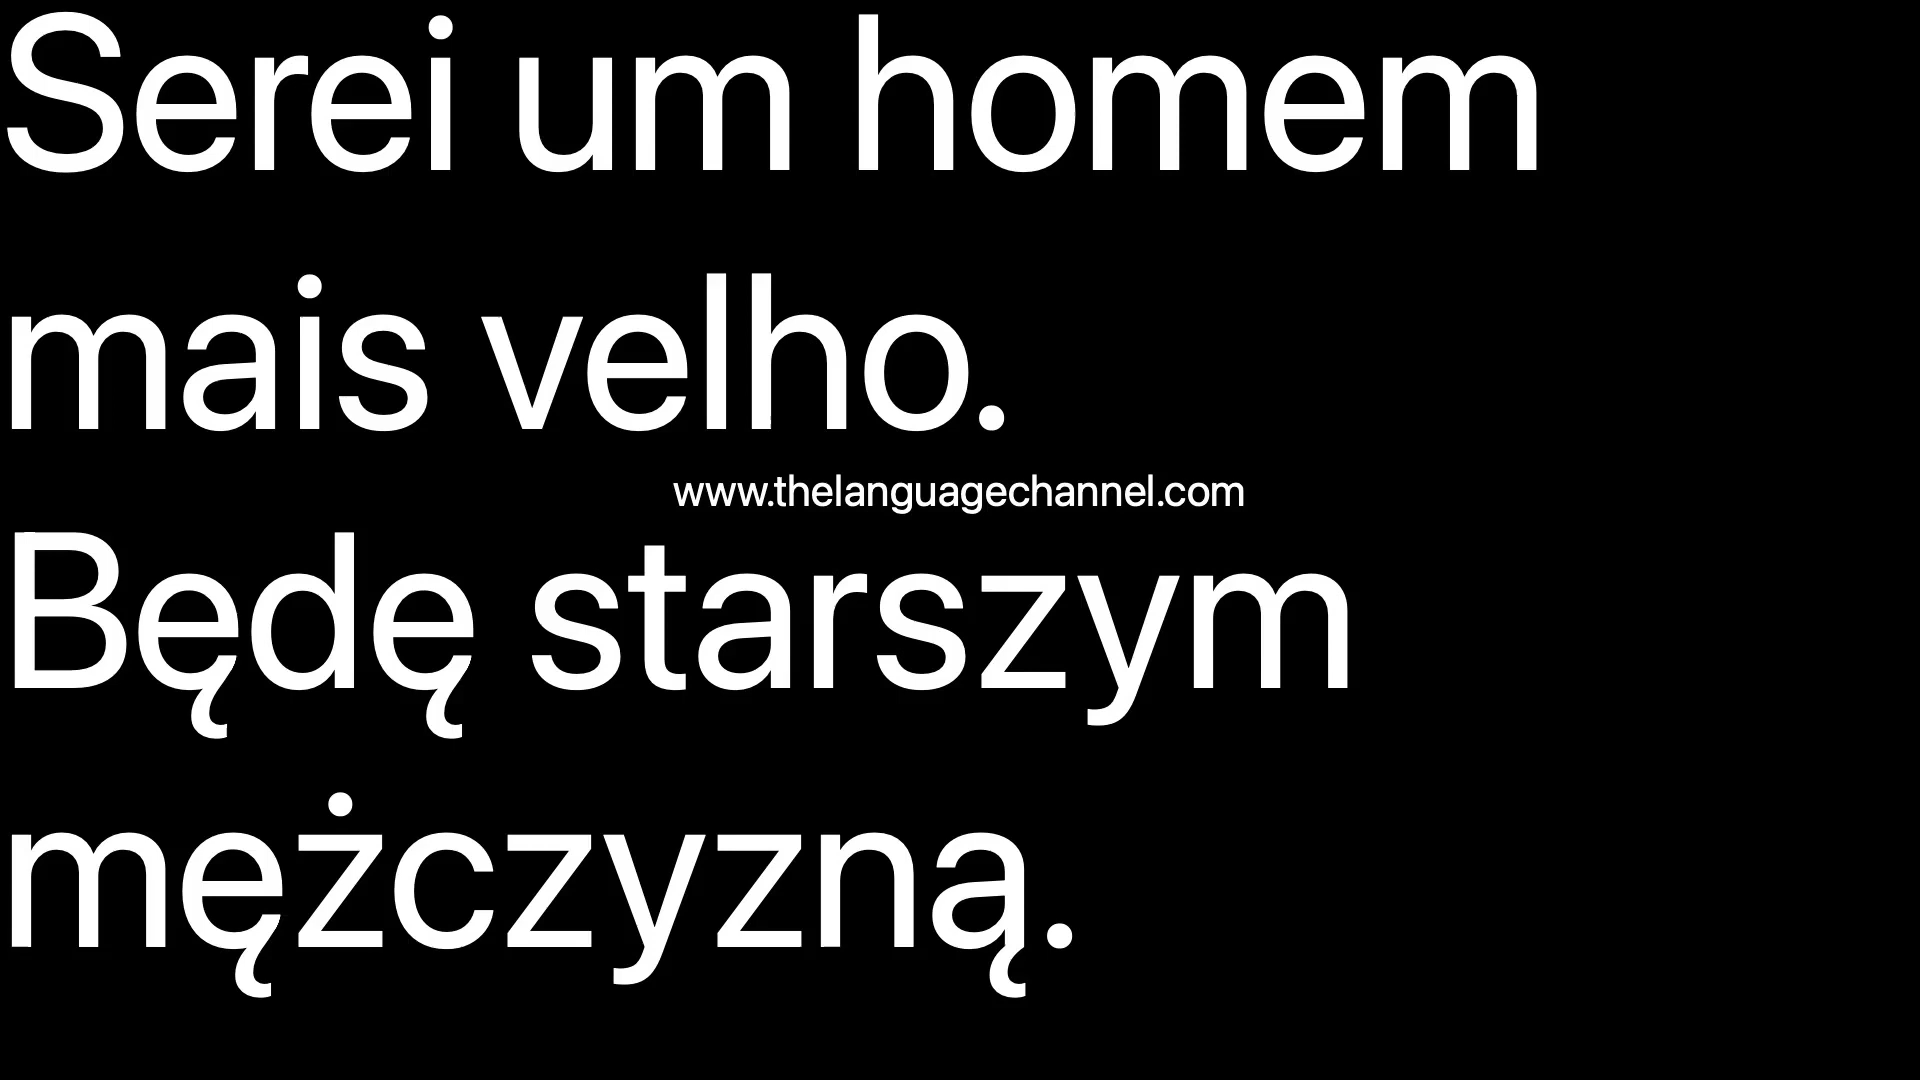 Serei um homem
mais velho.
www.thelanguagechannel.com
Będę starszym
mężczyzną.